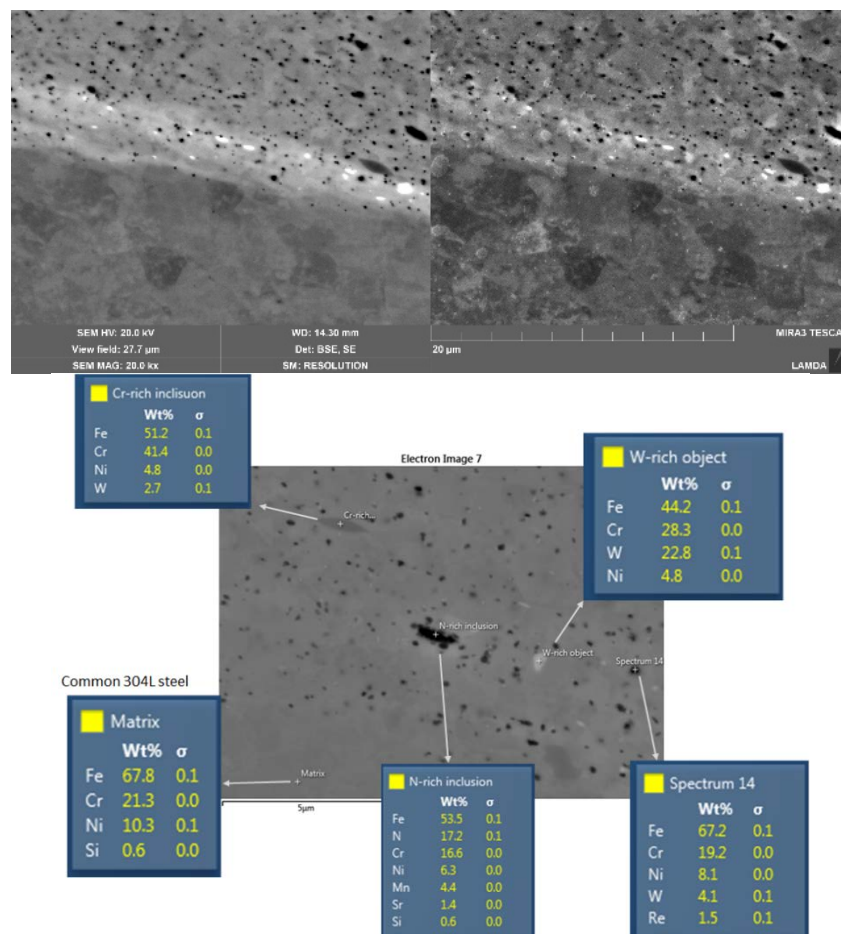 SEM HV: 20.0 kV WD: 14.30 mm MIRA3 TESCA
View field: 27.7 µm Det: BSE, SE 20 µm
SEM MAG: 20.0 kx SM: RESOLUTION LAMDA
Cr-rich inclisuon
Wt% σ
Fe 51.2 0.1
Cr 41.4 0.0
Ni 4.8 0.0
W 2.7 0.1
Electron Image 7
W-rich object
Wt% σ
Fe 44.2 0.1
Cr 28.3 0.0
W 22.8 0.1
Ni 4.8 0.0
Cr-rich...
N-rich inclusion
W-rich object
Spectrum 14
Matrix
5µm
Common 304L steel
Matrix
Wt% σ
Fe 67.8 0.1
Cr 21.3 0.0
Ni 10.3 0.1
Si 0.6 0.0
N-rich inclusion
Wt% σ
Fe 53.5 0.1
N 17.2 0.1
Cr 16.6 0.0
Ni 6.3 0.0
Mn 4.4 0.0
Sr 1.4 0.0
Si 0.6 0.0
Spectrum 14
Wt% σ
Fe 67.2 0.1
Cr 19.2 0.0
Ni 8.1 0.0
W 4.1 0.1
Re 1.5 0.1